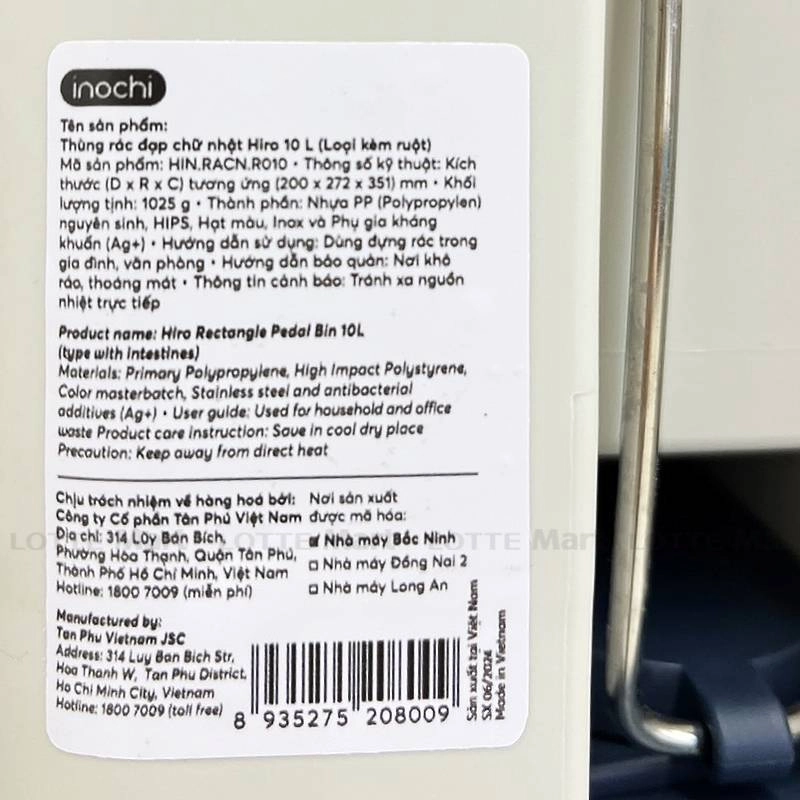 inochi
Tên sản phẩm:
Thùng rác đạp chữ nhật Hiro 10 L (Loại kèm ruột)
Mã sản phẩm: HIN.RACN.R010 • Thông số kỹ thuật: Kích
thước (D x R x C) tương ứng (200 x 272 x 351) mm • Khối
lượng tịnh: 1025 g • Thành phần: Nhựa PP (Polypropylen)
nguyên sinh, HIPS, Hạt màu, Inox và Phụ gia kháng
khuẩn (Ag+) • Hướng dẫn sử dụng: Dùng đựng rác trong
gia đình, văn phòng • Hướng dẫn bảo quản: Nơi khô
ráo, thoáng mát • Thông tin cảnh báo: Tránh xa nguồn
nhiệt trực tiếp
Product name: Hiro Rectangle Pedal Bin 10L
(type with intestines)
Materials: Primary Polypropylene, High Impact Polystyrene,
Color masterbatch, Stainless steel and antibacterial
additives (Ag+) • User guide: Used for household and office
waste Product care instruction: Save in cool dry place
Precaution: Keep away from direct heat
Chịu trách nhiệm về hàng hoá bởi:
Công ty Cổ phần Tân Phú Việt Nam
Địa chỉ: 314 Lũy Bán Bích,
Phường Hòa Thạnh, Quận Tân Phú,
Thành Phố Hồ Chí Minh, Việt Nam
Hotline: 1800 7009 (miễn phí)
Nơi sản xuất
được mã hóa:
Nhà máy Bắc Ninh
Nhà máy Đồng Nai 2
Nhà máy Long An
Manufactured by:
Tan Phu Vietnam JSC
Address: 314 Luy Ban Bich Str,
Hoa Thanh W, Tan Phu District,
Ho Chi Minh City, Vietnam
Hotline: 1800 7009 (toll free)
8 935275 208009
Sản xuất tại Việt Nam
SX 06/2024
Made in Vietnam
LOTTE Mart LOTTE Mart LOTTE Mart LOTTE Ma